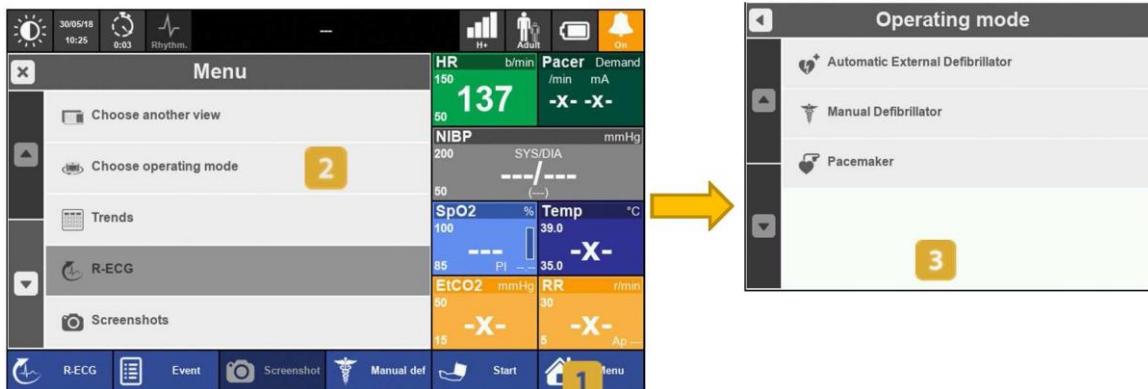 30/05/18
10:25
0:03
Rhythm.
---
H+
Adult
On
Menu
Choose another view
Choose operating mode
2
Trends
R-ECG
Screenshots
HR b/min
150
137
50
Pacer Demand
/min mA
-X- -X-
NIBP mmHg
200 SYS/DIA
---/---
50 (---)
SpO2 %
100
---
85 PI --.--
Temp °C
39.0
-X-
35.0
EtCO2 mmHg
50
-X-
15
RR r/min
30
-X-
5 Ap ---
R-ECG Event Screenshot Manual def Start 1 Menu
Operating mode
Automatic External Defibrillator
Manual Defibrillator
Pacemaker
3